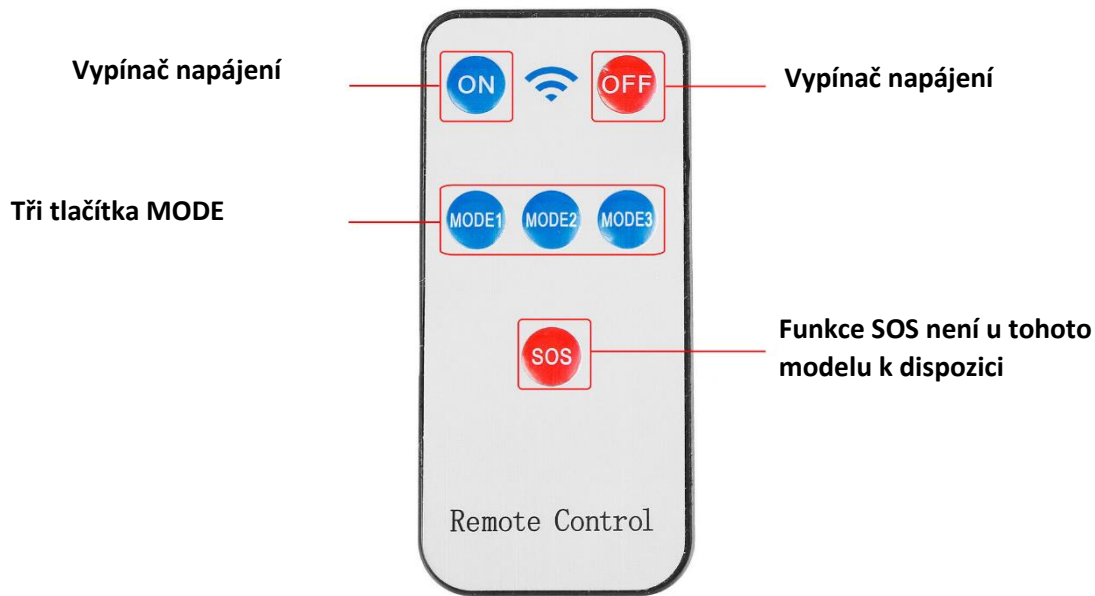 Vypínač napájení
ON
OFF
Vypínač napájení
Tři tlačítka MODE
MODE1
MODE2
MODE3
SOS
Funkce SOS není u tohoto
modelu k dispozici
Remote Control